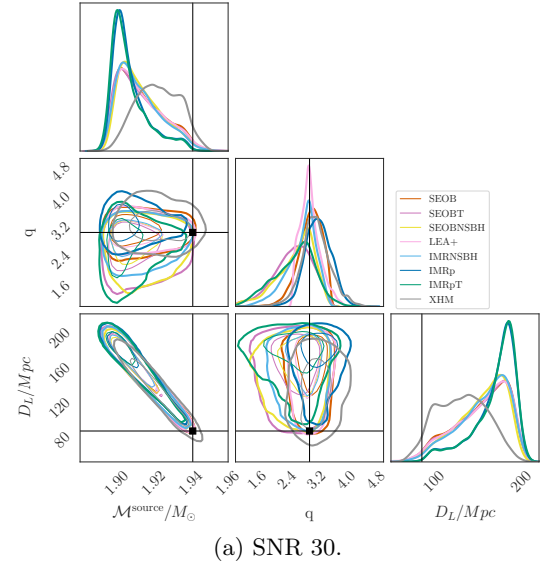 4.8
4.0
3.2
2.4
1.6
q
SEOB
SEOBT
SEOBNSBH
LEA+
IMRNSBH
IMRp
IMRpT
XHM
200
160
120
80
D_L/Mpc
1.90 1.92 1.94 1.96 1.6 2.4 3.2 4.0 4.8 100 200
ℳ^source/M_⊙ q D_L/Mpc
(a) SNR 30.